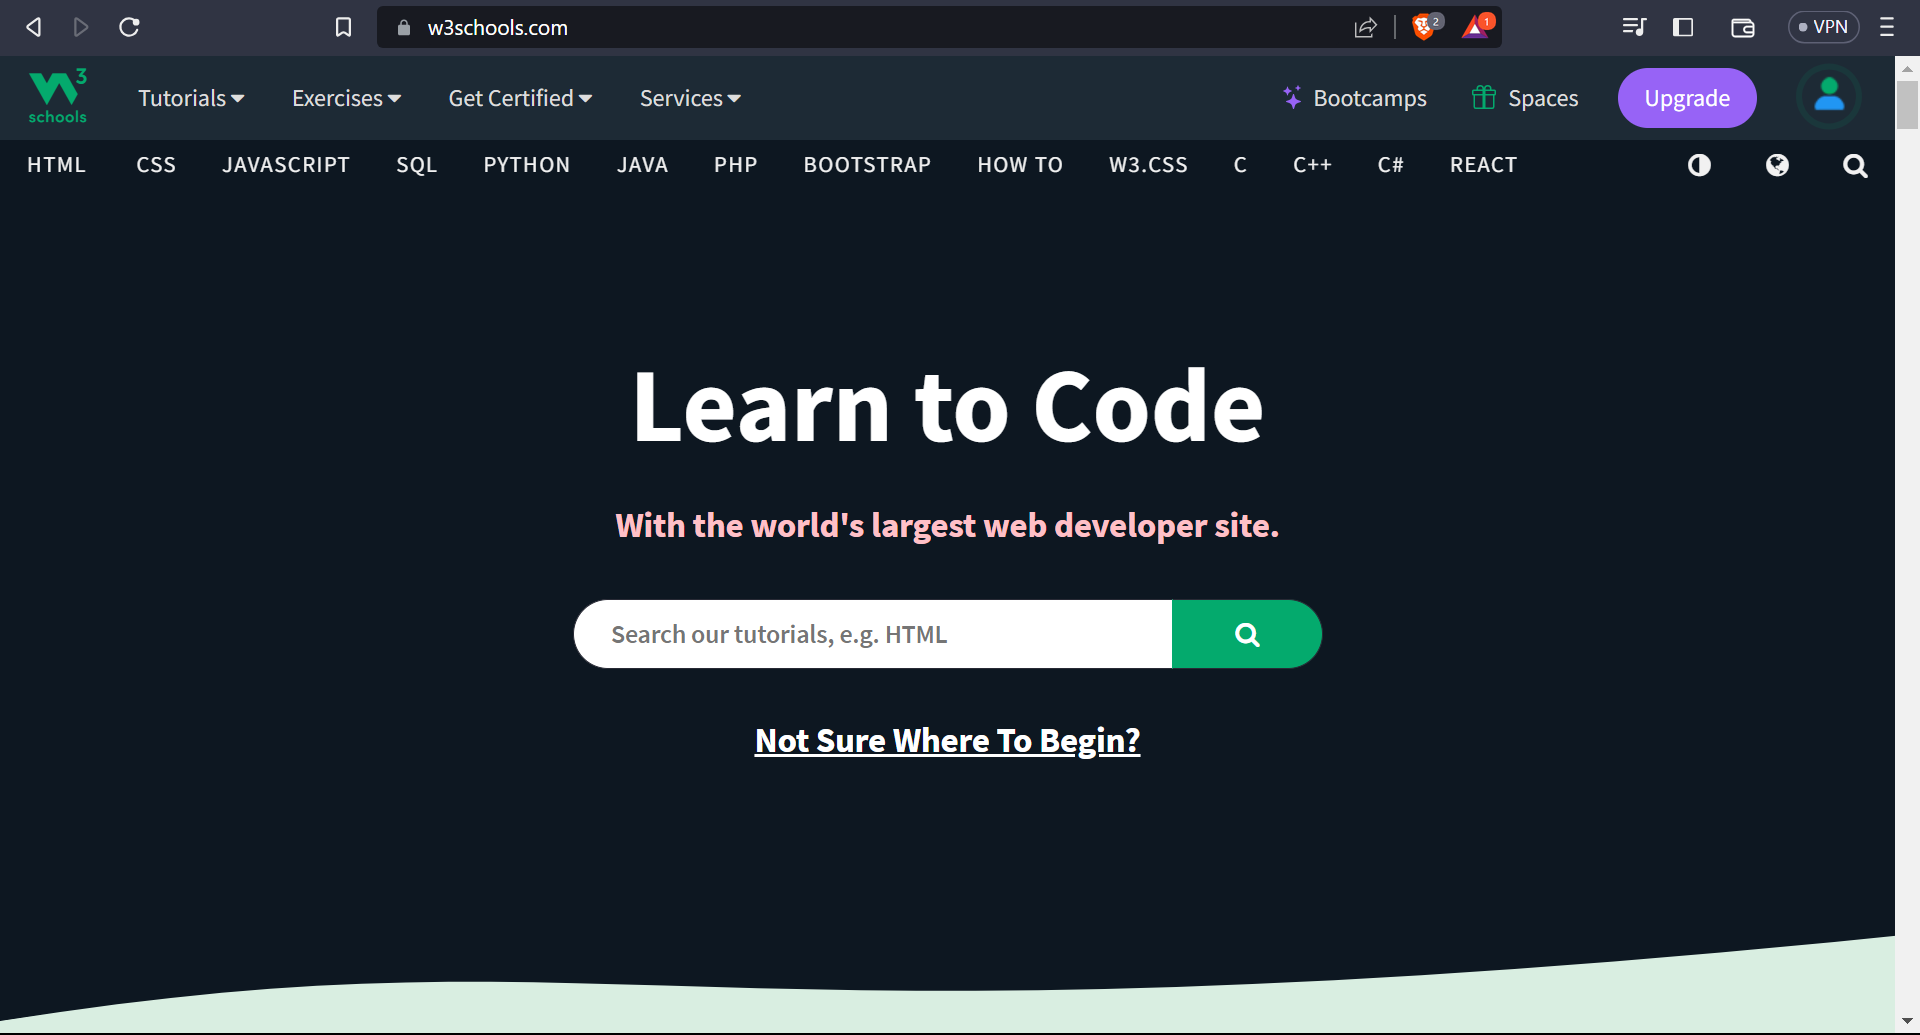 w3schools.com 2 1 VPN
W3 schools Tutorials Exercises Get Certified Services Bootcamps Spaces Upgrade
HTML CSS JAVASCRIPT SQL PYTHON JAVA PHP BOOTSTRAP HOW TO W3.CSS C C++ C# REACT
Learn to Code
With the world's largest web developer site.
Search our tutorials, e.g. HTML
Not Sure Where To Begin?